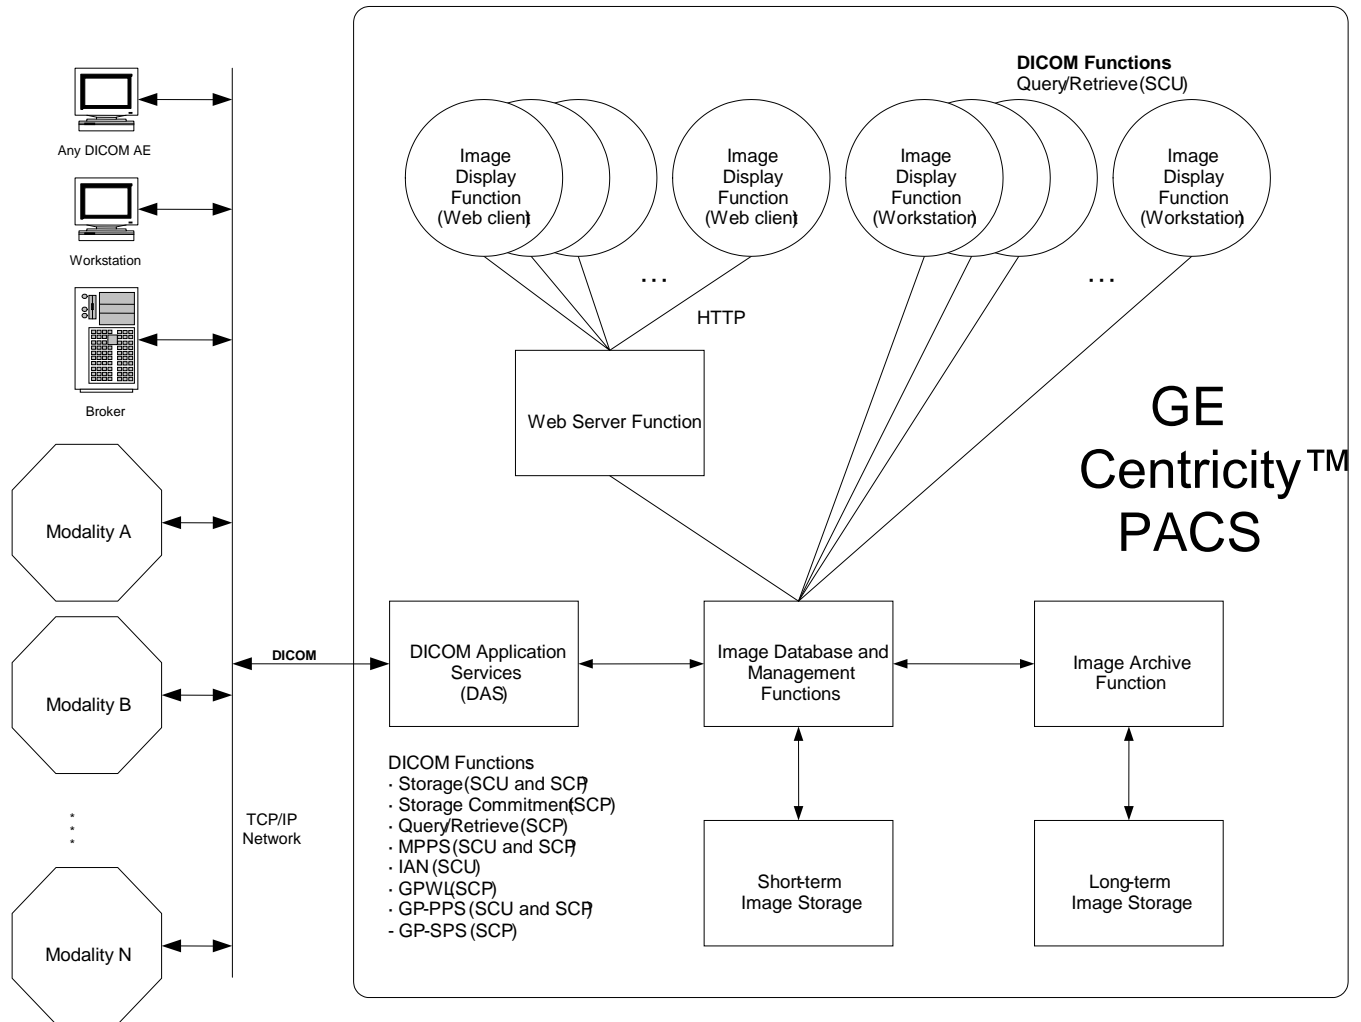 DICOM Functions
Query/Retrieve (SCU)
Any DICOM AE
Workstation
Broker
Modality A
Modality B
*
*
*
Modality N
TCP/IP
Network
DICOM
Image
Display
Function
(Web client)
Image
Display
Function
(Web client)
Image
Display
Function
(Workstation)
Image
Display
Function
(Workstation)
...
...
HTTP
Web Server Function
GE
Centricity™
PACS
DICOM Application
Services
(DAS)
Image Database and
Management
Functions
Image Archive
Function
DICOM Functions
· Storage (SCU and SCP)
· Storage Commitment (SCP)
· Query/Retrieve (SCP)
· MPPS (SCU and SCP)
· IAN (SCU)
· GPWL (SCP)
· GP-PPS (SCU and SCP)
- GP-SPS (SCP)
Short-term
Image Storage
Long-term
Image Storage